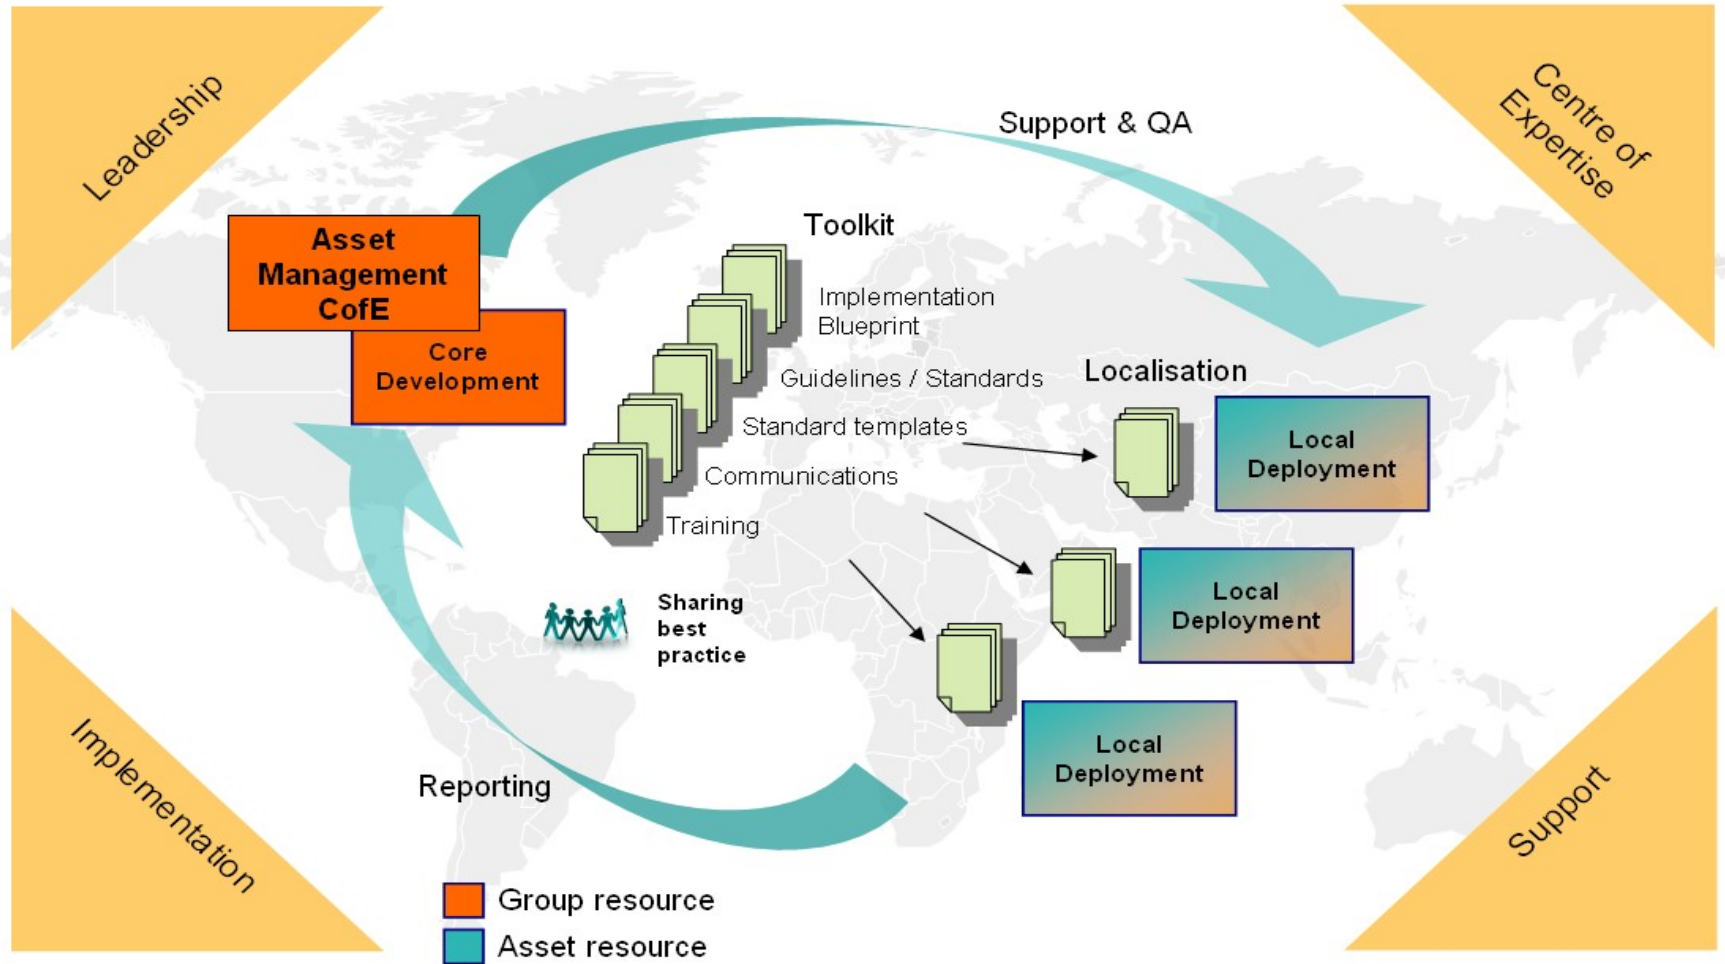 Leadership
Centre of
Expertise
Support & QA
Asset
Management
CofE
Core
Development
Toolkit
Implementation
Blueprint
Guidelines / Standards
Standard templates
Communications
Training
Localisation
Local
Deployment
Local
Deployment
Local
Deployment
Sharing
best
practice
Reporting
Implementation
Support
Group resource
Asset resource